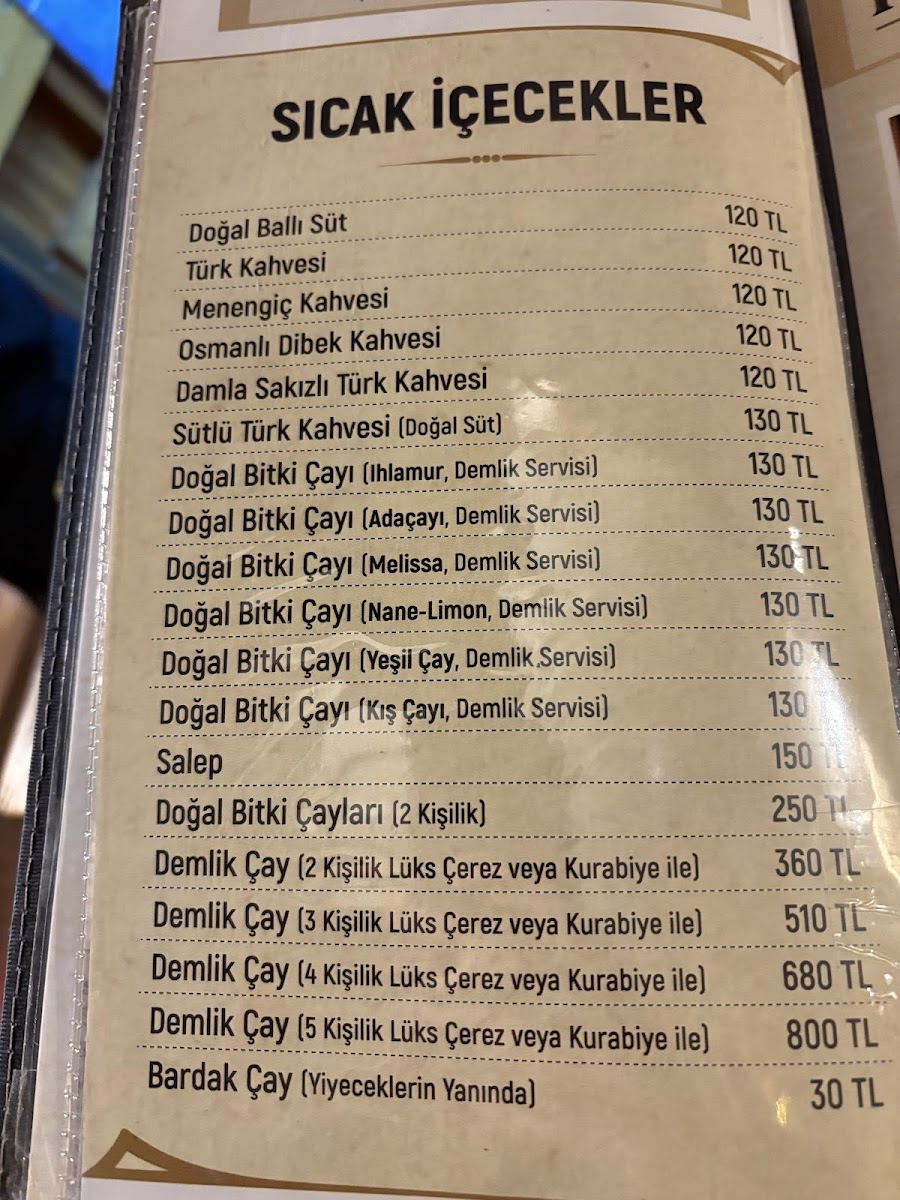 SICAK İÇECEKLER
Doğal Ballı Süt 120 TL
Türk Kahvesi 120 TL
Menengiç Kahvesi 120 TL
Osmanlı Dibek Kahvesi 120 TL
Damla Sakızlı Türk Kahvesi 120 TL
Sütlü Türk Kahvesi (Doğal Süt) 130 TL
Doğal Bitki Çayı (Ihlamur, Demlik Servisi) 130 TL
Doğal Bitki Çayı (Adaçayı, Demlik Servisi) 130 TL
Doğal Bitki Çayı (Melissa, Demlik Servisi) 130 TL
Doğal Bitki Çayı (Nane-Limon, Demlik Servisi) 130 TL
Doğal Bitki Çayı (Yeşil Çay, Demlik Servisi) 130 TL
Doğal Bitki Çayı (Kış Çayı, Demlik Servisi) 130
Salep 150 TL
Doğal Bitki Çayları (2 Kişilik) 250 TL
Demlik Çay (2 Kişilik Lüks Çerez veya Kurabiye ile) 360 TL
Demlik Çay (3 Kişilik Lüks Çerez veya Kurabiye ile) 510 TL
Demlik Çay (4 Kişilik Lüks Çerez veya Kurabiye ile) 680 TL
Demlik Çay (5 Kişilik Lüks Çerez veya Kurabiye ile) 800 TL
Bardak Çay (Yiyeceklerin Yanında) 30 TL